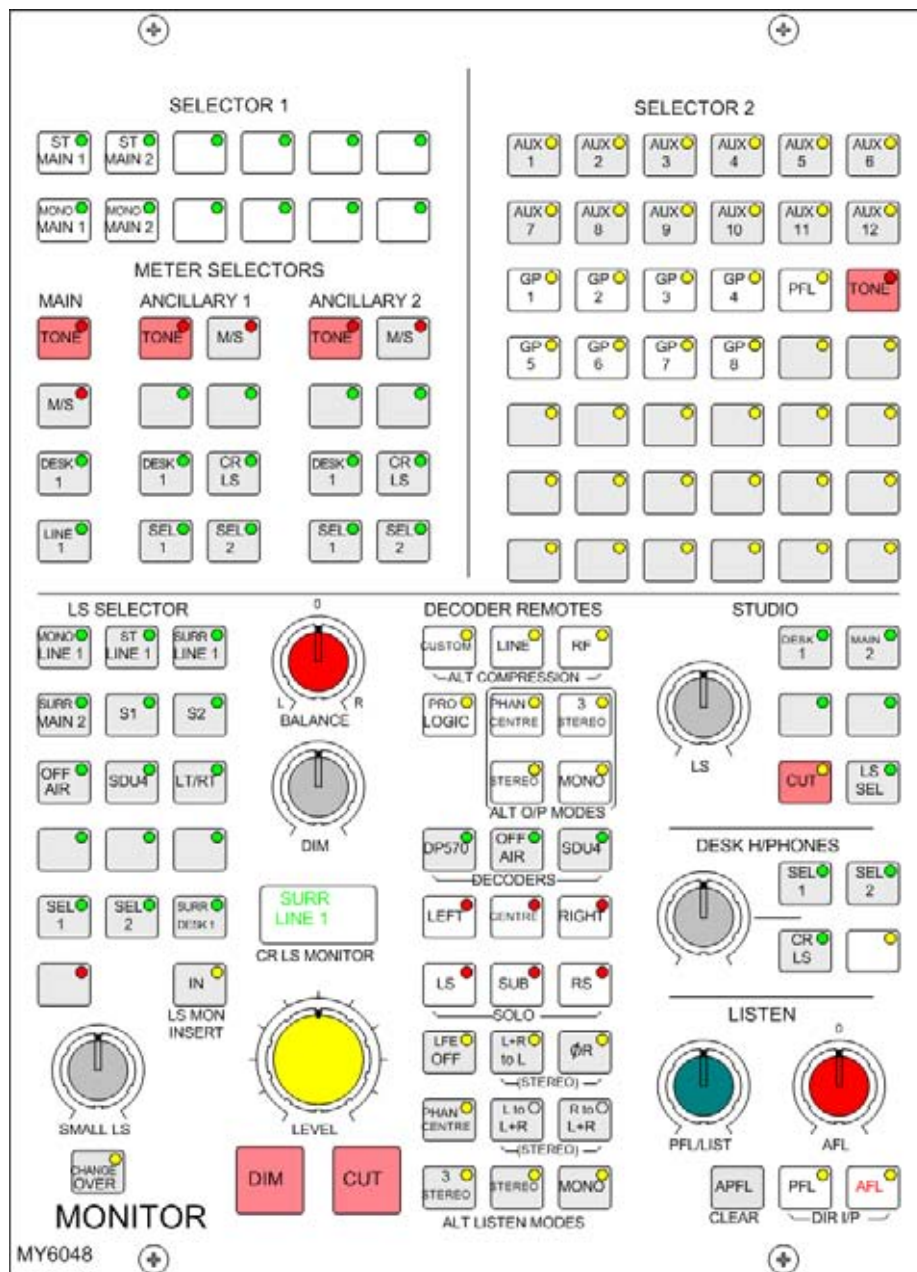 SELECTOR 1
ST
MAIN 1
ST
MAIN 2
MONO
MAIN 1
MONO
MAIN 2
METER SELECTORS
MAIN
ANCILLARY 1
ANCILLARY 2
TONE
TONE
M/S
TONE
M/S
M/S
DESK
1
DESK
1
CR
LS
DESK
1
CR
LS
LINE
1
SEL
1
SEL
2
SEL
1
SEL
2
SELECTOR 2
AUX
1
AUX
2
AUX
3
AUX
4
AUX
5
AUX
6
AUX
7
AUX
8
AUX
9
AUX
10
AUX
11
AUX
12
GP
1
GP
2
GP
3
GP
4
PFL
TONE
GP
5
GP
6
GP
7
GP
8
LS SELECTOR
MONO
LINE 1
ST
LINE 1
SURR
LINE 1
SURR
MAIN 2
S1
S2
OFF
AIR
SDU4
LT/RT
SEL
1
SEL
2
SURR
DESK 1
IN
LS MON
INSERT
SMALL LS
CHANGE
OVER
MONITOR
MY6048
0
L
R
BALANCE
DIM
SURR
LINE 1
CR LS MONITOR
LEVEL
DIM
CUT
DECODER REMOTES
CUSTOM
LINE
RF
ALT COMPRESSION
PRO
LOGIC
PHAN
CENTRE
3
STEREO
STEREO
MONO
ALT O/P MODES
DP570
OFF
AIR
SDU4
DECODERS
LEFT
CENTRE
RIGHT
LS
SUB
RS
SOLO
LFE
OFF
L+R
to L
ØR
(STEREO)
PHAN
CENTRE
L to
L+R
R to
L+R
(STEREO)
3
STEREO
STEREO
MONO
ALT LISTEN MODES
STUDIO
LS
DESK
1
MAIN
2
CUT
LS
SEL
DESK H/PHONES
SEL
1
SEL
2
CR
LS
LISTEN
PFL/LIST
0
AFL
APFL
CLEAR
PFL
AFL
DIR I/P